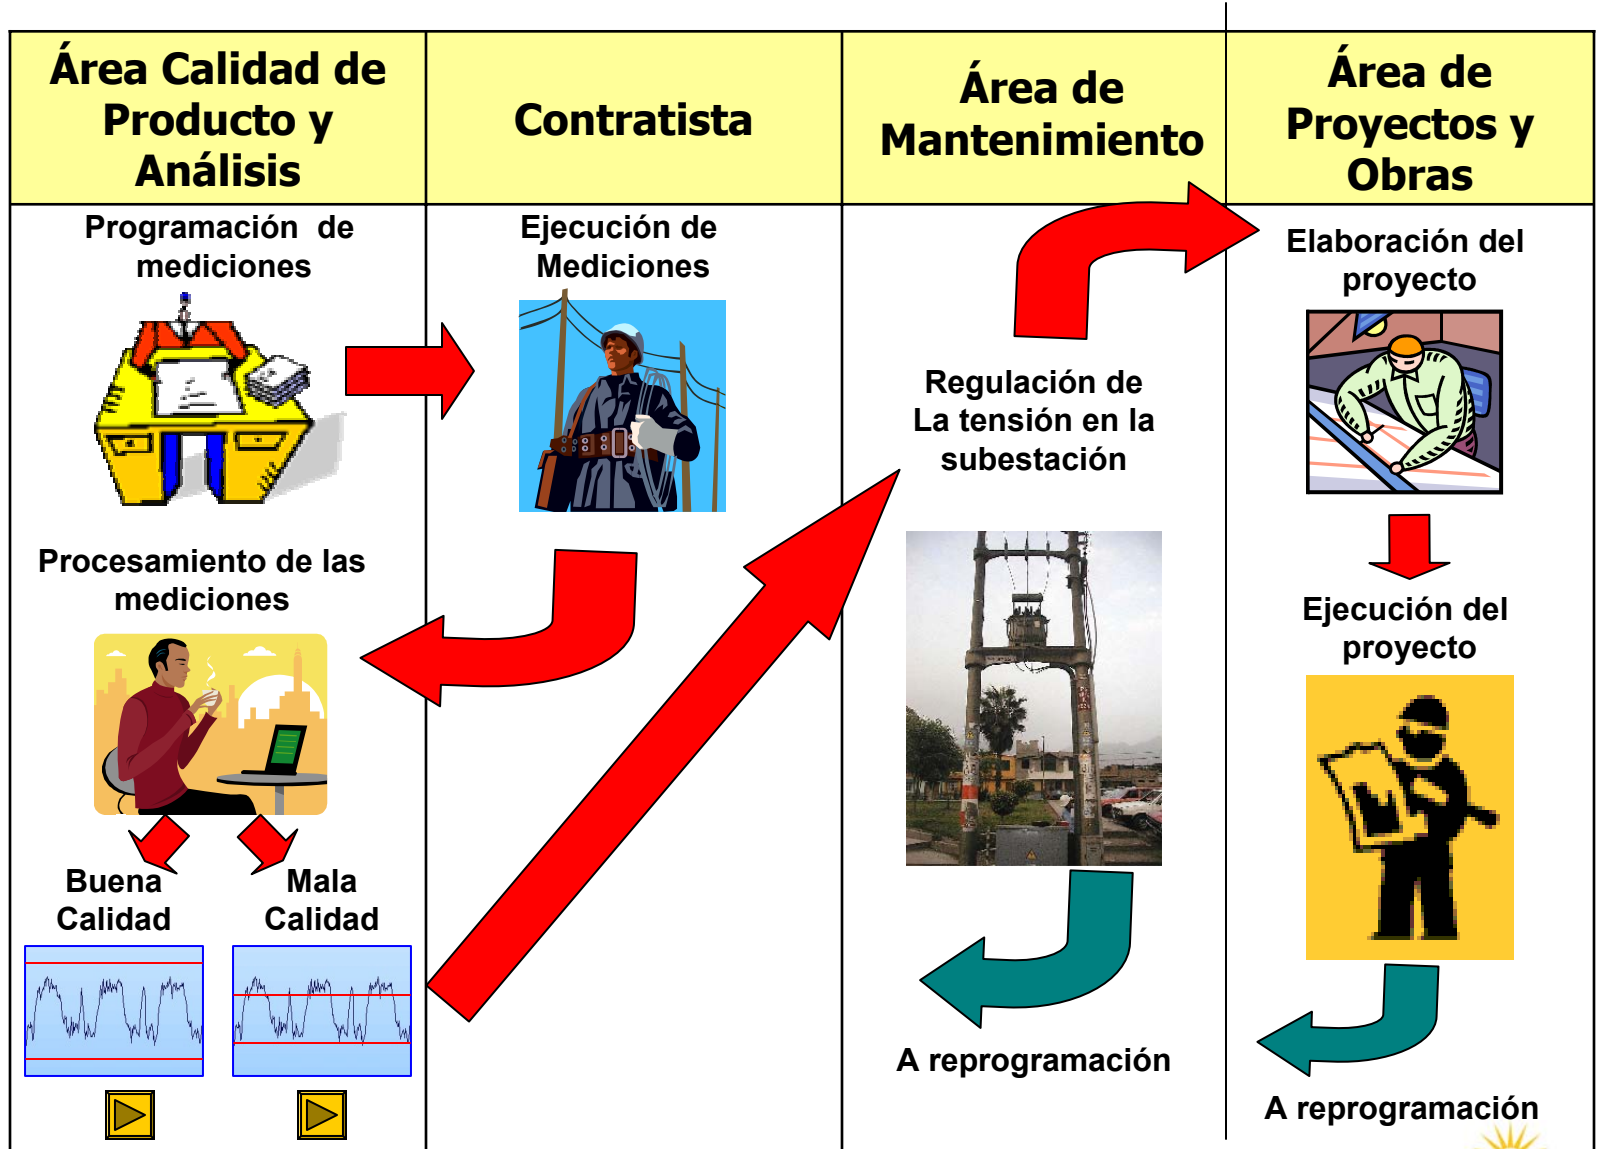 Área Calidad de
Producto y
Análisis
Contratista
Área de
Mantenimiento
Área de
Proyectos y
Obras
Programación de
mediciones
Procesamiento de las
mediciones
Buena
Calidad
Mala
Calidad
Ejecución de
Mediciones
Regulación de
La tensión en la
subestación
A reprogramación
Elaboración del
proyecto
Ejecución del
proyecto
A reprogramación